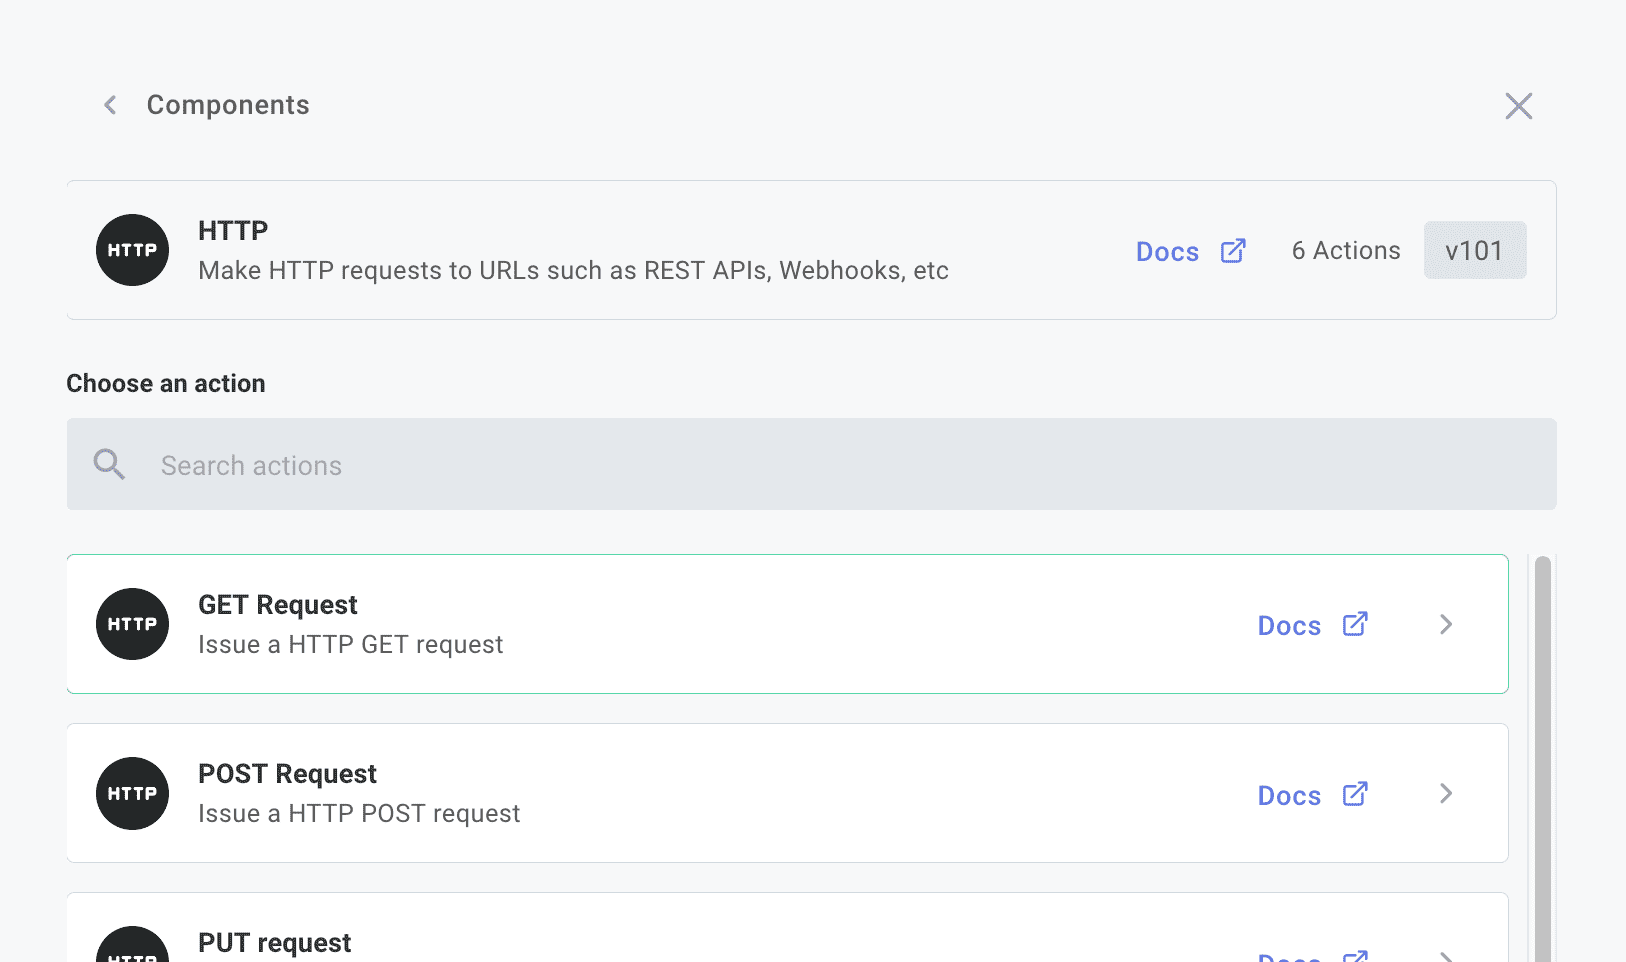 Components
HTTP
HTTP
Make HTTP requests to URLs such as REST APIs, Webhooks, etc
Docs
6 Actions
v101
Choose an action
Search actions
HTTP
GET Request
Issue a HTTP GET request
Docs
HTTP
POST Request
Issue a HTTP POST request
Docs
HTTP
PUT request
Docs